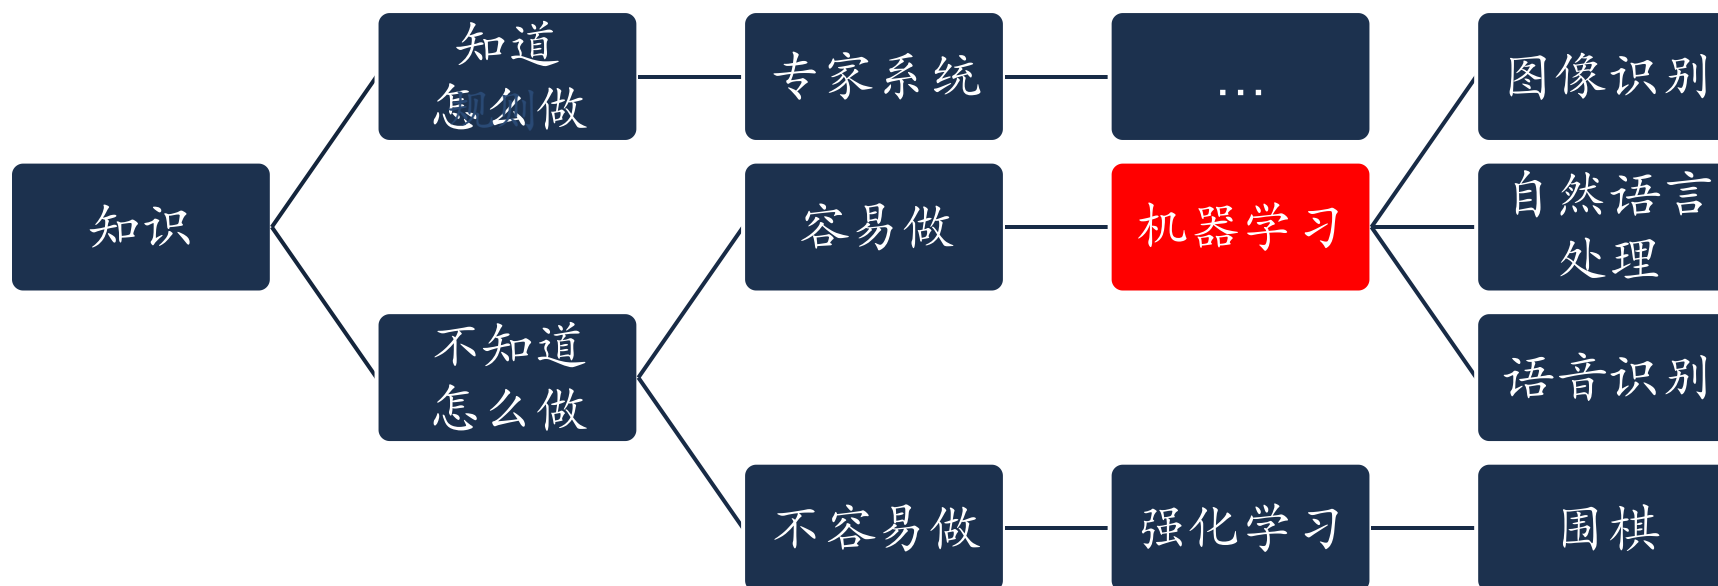 知识
知道
怎么做
规则
不知道
怎么做
专家系统
容易做
不容易做
…
机器学习
强化学习
图像识别
自然语言
处理
语音识别
围棋